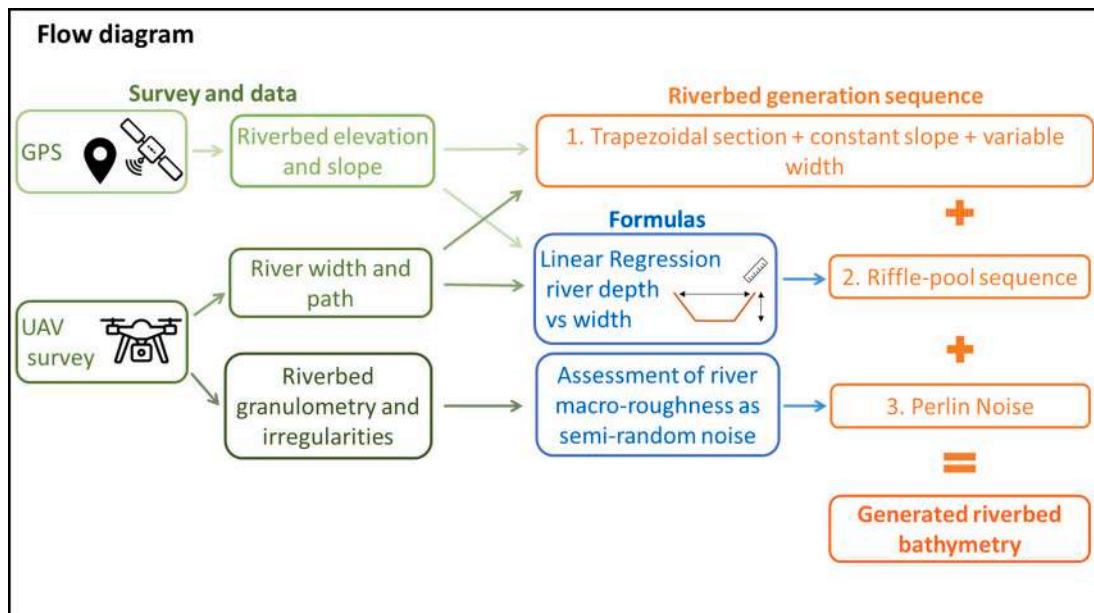 Flow diagram
Survey and data
Riverbed generation sequence
GPS
Riverbed elevation
and slope
1. Trapezoidal section + constant slope + variable
width
+
Formulas
River width and
path
Linear Regression
river depth
vs width
2. Riffle-pool sequence
UAV
survey
+
Riverbed
granulometry and
irregularities
Assessment of river
macro-roughness as
semi-random noise
3. Perlin Noise
=
Generated riverbed
bathymetry